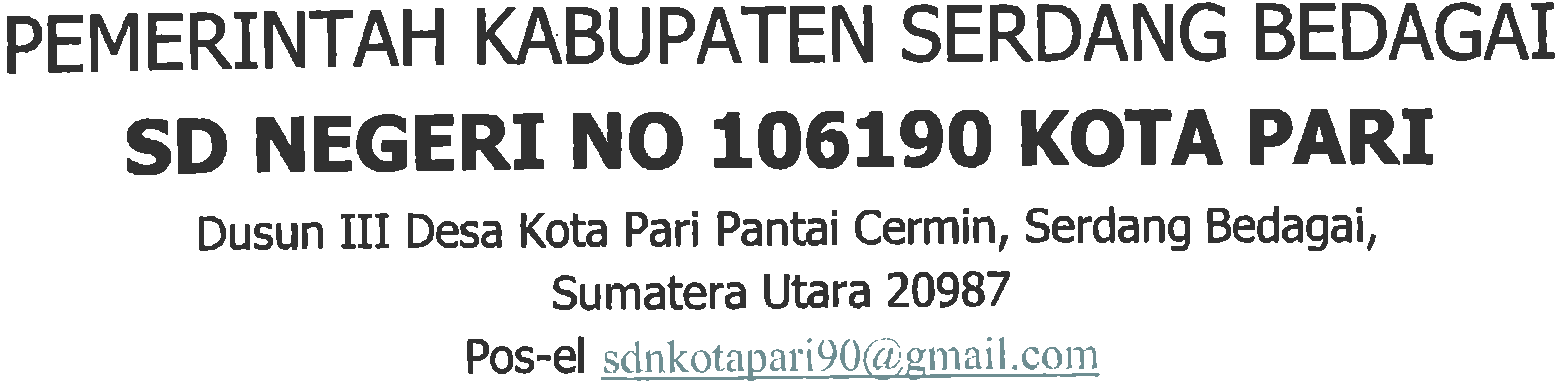 PEMERINTAH KABUPATEN SERDANG BEDAGAI
SD NEGERI NO 106190 KOTA PARI
Dusun III Desa Kota Pari Pantai Cermin, Serdang Bedagai,
Sumatera Utara 20987
Pos-el sdnkotapari90@gmail.com